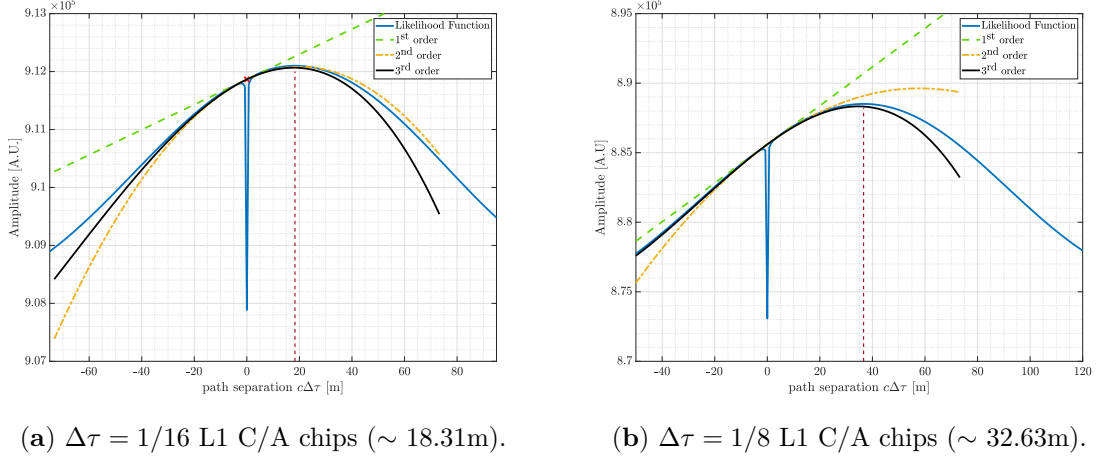 ×10⁵
9.13
9.12
9.11
9.1
9.09
9.08
9.07
Amplitude [A.U]
-60
-40
-20
0
20
40
60
80
path separation cΔτ [m]
Likelihood Function
1st order
2nd order
3rd order
(a) Δτ = 1/16 L1 C/A chips (∼ 18.31m).
×10⁵
8.95
8.9
8.85
8.8
8.75
8.7
Amplitude [A.U]
-40
-20
0
20
40
60
80
100
120
path separation cΔτ [m]
Likelihood Function
1st order
2nd order
3rd order
(b) Δτ = 1/8 L1 C/A chips (∼ 32.63m).